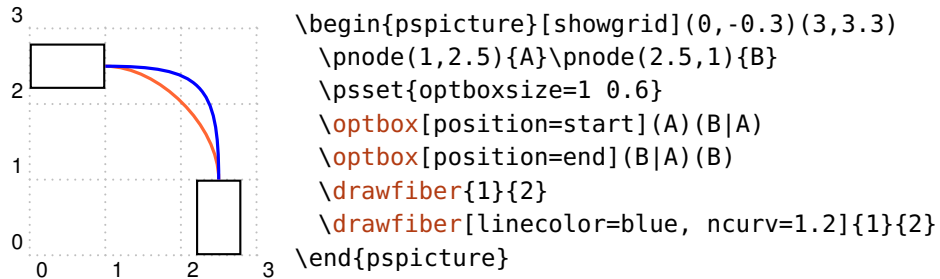 3
2
1
0
0 1 2 3
\begin{pspicture}[showgrid](0,-0.3)(3,3.3)
  \pnode(1,2.5){A}\pnode(2.5,1){B}
  \psset{optboxsize=1 0.6}
  \optbox[position=start](A)(B|A)
  \optbox[position=end](B|A)(B)
  \drawfiber{1}{2}
  \drawfiber[linecolor=blue, ncurv=1.2]{1}{2}
\end{pspicture}